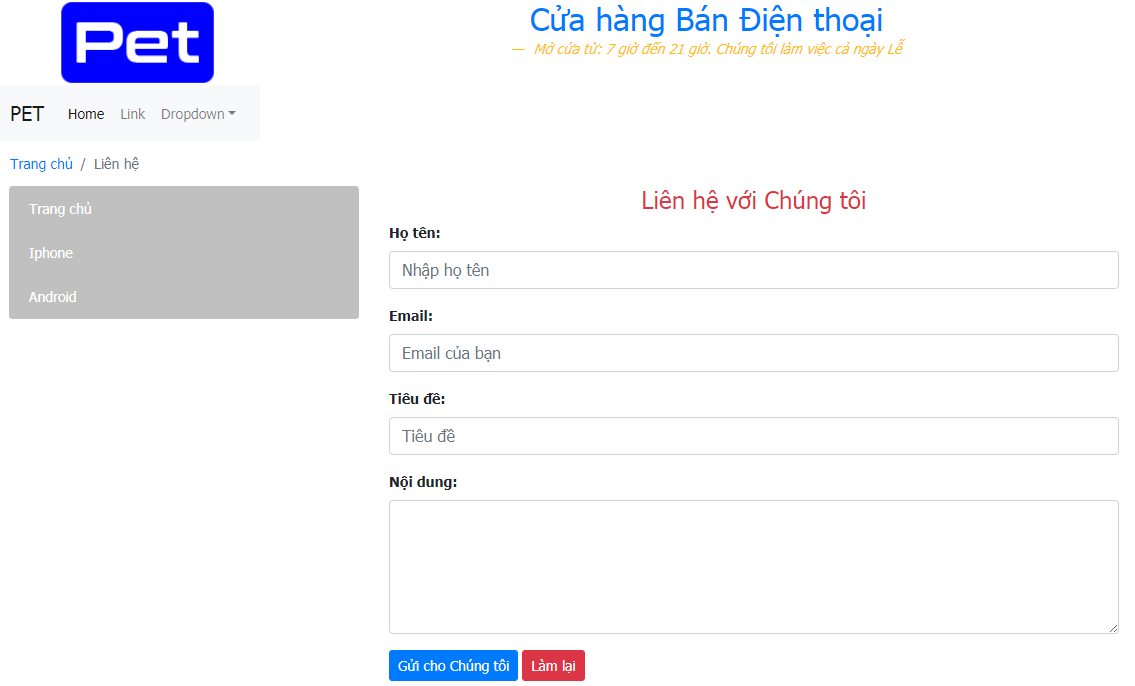 Pet
Cửa hàng Bán Điện thoại
— Mở cửa từ: 7 giờ đến 21 giờ. Chúng tôi làm việc cả ngày Lễ
PET Home Link Dropdown
Trang chủ / Liên hệ
Trang chủ
Iphone
Android
Liên hệ với Chúng tôi
Họ tên:
Nhập họ tên
Email:
Email của bạn
Tiêu đề:
Tiêu đề
Nội dung:
Gửi cho Chúng tôi Làm lại